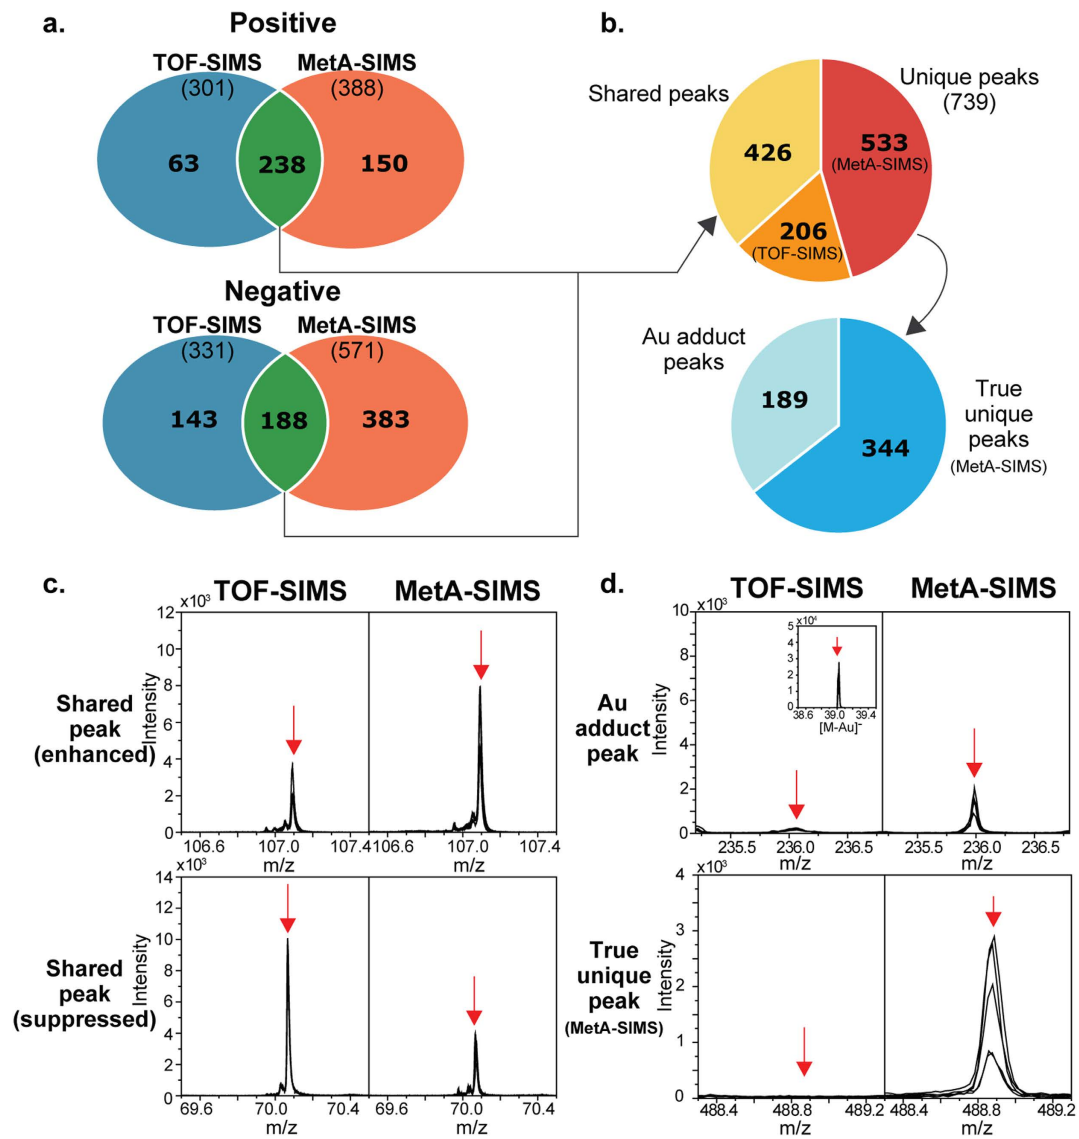 a.
Positive
TOF-SIMS
(301)
MetA-SIMS
(388)
63
238
150
Negative
TOF-SIMS
(331)
MetA-SIMS
(571)
143
188
383
b.
Shared peaks
Unique peaks
(739)
426
533
(MetA-SIMS)
206
(TOF-SIMS)
Au adduct
peaks
189
344
True
unique
peaks
(MetA-SIMS)
c.
TOF-SIMS
MetA-SIMS
Shared
peak
(enhanced)
Intensity
x10³
12
10
8
6
4
2
0
106.6 107.0 107.4
m/z
106.6 107.0 107.4
m/z
Shared
peak
(suppressed)
Intensity
x10³
14
12
10
8
6
4
2
0
69.6 70.0 70.4
m/z
69.6 70.0 70.4
m/z
d.
TOF-SIMS
MetA-SIMS
Au
adduct
peak
Intensity
x10³
10
8
6
4
2
0
x10⁴
5
4
3
2
1
0
38.6 39.0 39.4
[M-Au]⁻
235.5 236.0 236.5
m/z
235.5 236.0 236.5
m/z
True
unique
peak
(MetA-SIMS)
Intensity
x10³
4
3
2
1
0
488.4 488.8 489.2
m/z
488.4 488.8 489.2
m/z